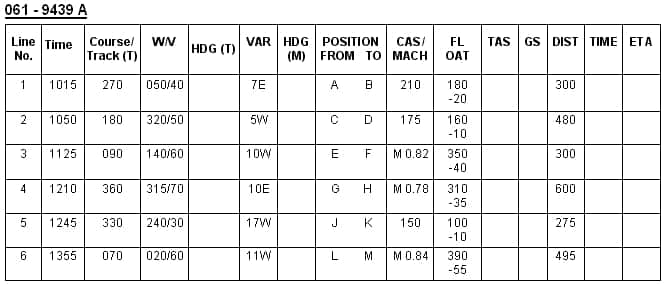 061 - 9439 A
Line No. Time Course/ Track (T) W/V HDG (T) VAR HDG (M) POSITION FROM TO CAS/ MACH FL OAT TAS GS DIST TIME ETA
1 1015 270 050/40 7E A B 210 180 -20 300
2 1050 180 320/50 5W C D 175 160 -10 480
3 1125 090 140/60 10W E F M 0.82 350 -40 300
4 1210 360 315/70 10E G H M 0.78 310 -35 600
5 1245 330 240/30 17W J K 150 100 -10 275
6 1355 070 020/60 11W L M M 0.84 390 -55 495